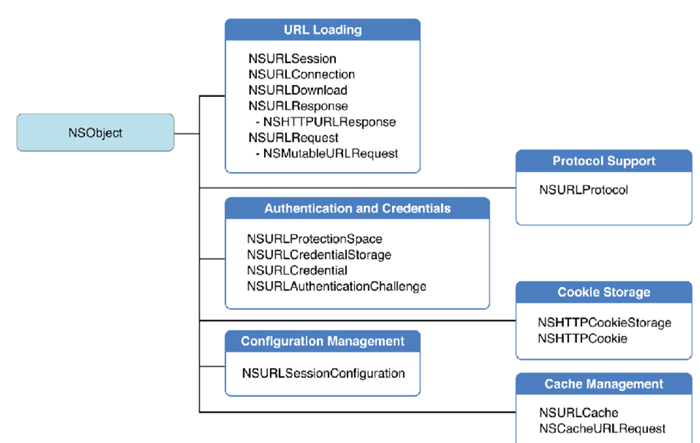 URL Loading
NSURLSession
NSURLConnection
NSURLDownload
NSURLResponse
- NSHTTPURLResponse
NSURLRequest
- NSMutableURLRequest
NSObject
Protocol Support
NSURLProtocol
Authentication and Credentials
NSURLProtectionSpace
NSURLCredentialStorage
NSURLCredential
NSURLAuthenticationChallenge
Cookie Storage
NSHTTPCookieStorage
NSHTTPCookie
Configuration Management
NSURLSessionConfiguration
Cache Management
NSURLCache
NSCacheURLRequest